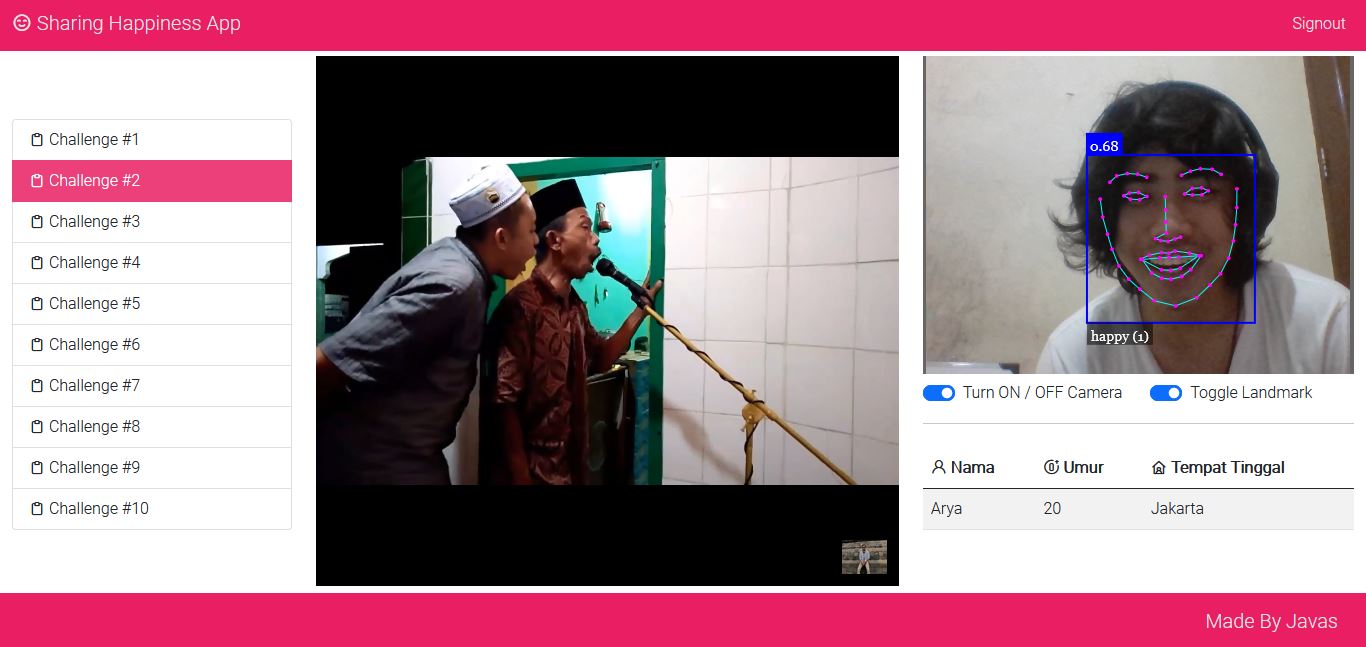 Sharing Happiness App
Signout
Challenge #1
Challenge #2
Challenge #3
Challenge #4
Challenge #5
Challenge #6
Challenge #7
Challenge #8
Challenge #9
Challenge #10
0.68
happy (1)
Turn ON / OFF Camera Toggle Landmark
Nama Umur Tempat Tinggal
Arya 20 Jakarta
Made By Javas